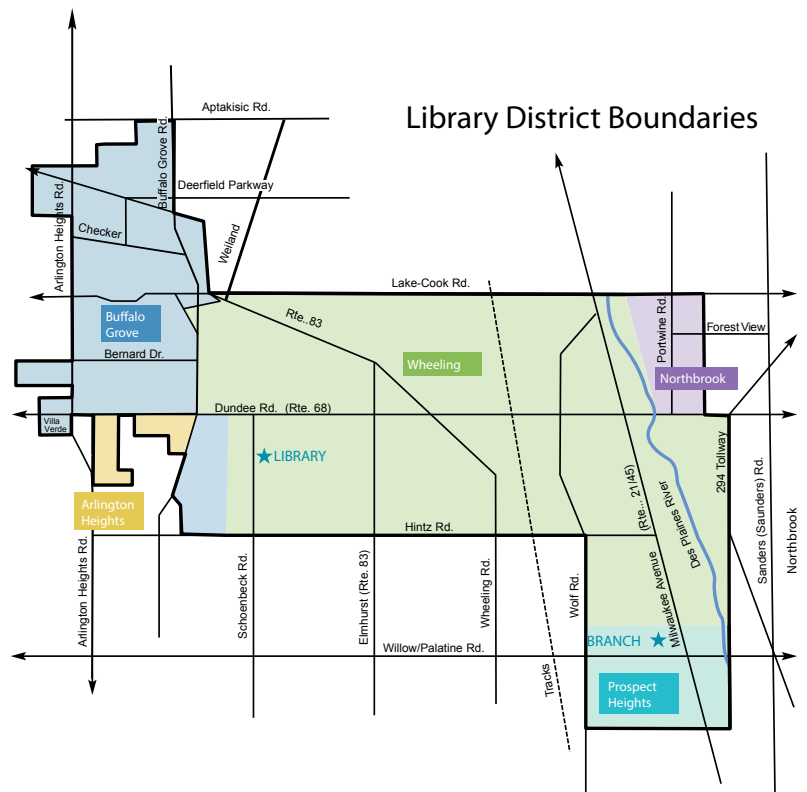 Library District Boundaries
Aptakisic Rd.
Buffalo Grove Rd.
Deerfield Parkway
Arlington Heights Rd.
Checker
Weiland
Lake-Cook Rd.
Buffalo
Grove
Rte..83
Portwine Rd.
Forest View
Bernard Dr.
Wheeling
Northbrook
Villa
Verde
Dundee Rd. (Rte. 68)
LIBRARY
294 Tollway
Sanders (Saunders) Rd.
Northbrook
(Rte... 21/45)
Des Plaines River
Arlington
Heights
Hintz Rd.
Arlington Heights Rd.
Schoenbeck Rd.
Elmhurst (Rte. 83)
Wheeling Rd.
Wolf Rd.
Milwaukee Avenue
BRANCH
Willow/Palatine Rd.
Tracks
Prospect
Heights